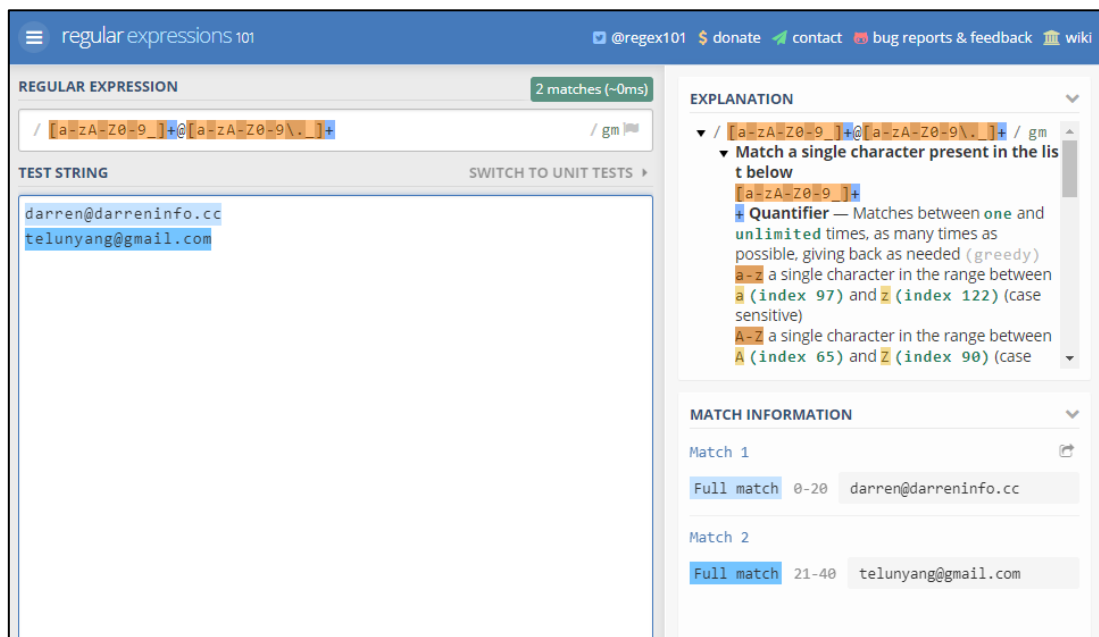 regular expressions 101
@regex101 $ donate contact bug reports & feedback wiki
REGULAR EXPRESSION
2 matches (~0ms)
/ [a-zA-Z0-9_]+@[a-zA-Z0-9\._]+ / gm
TEST STRING
SWITCH TO UNIT TESTS
darren@darreninfo.cc
telunyang@gmail.com
EXPLANATION
/ [a-zA-Z0-9_]+@[a-zA-Z0-9\._]+ / gm
Match a single character present in the lis
t below
[a-zA-Z0-9_]+
+ Quantifier — Matches between one and
unlimited times, as many times as
possible, giving back as needed (greedy)
a-z a single character in the range between
a (index 97) and z (index 122) (case
sensitive)
A-Z a single character in the range between
A (index 65) and Z (index 90) (case
MATCH INFORMATION
Match 1
Full match 0-20 darren@darreninfo.cc
Match 2
Full match 21-40 telunyang@gmail.com